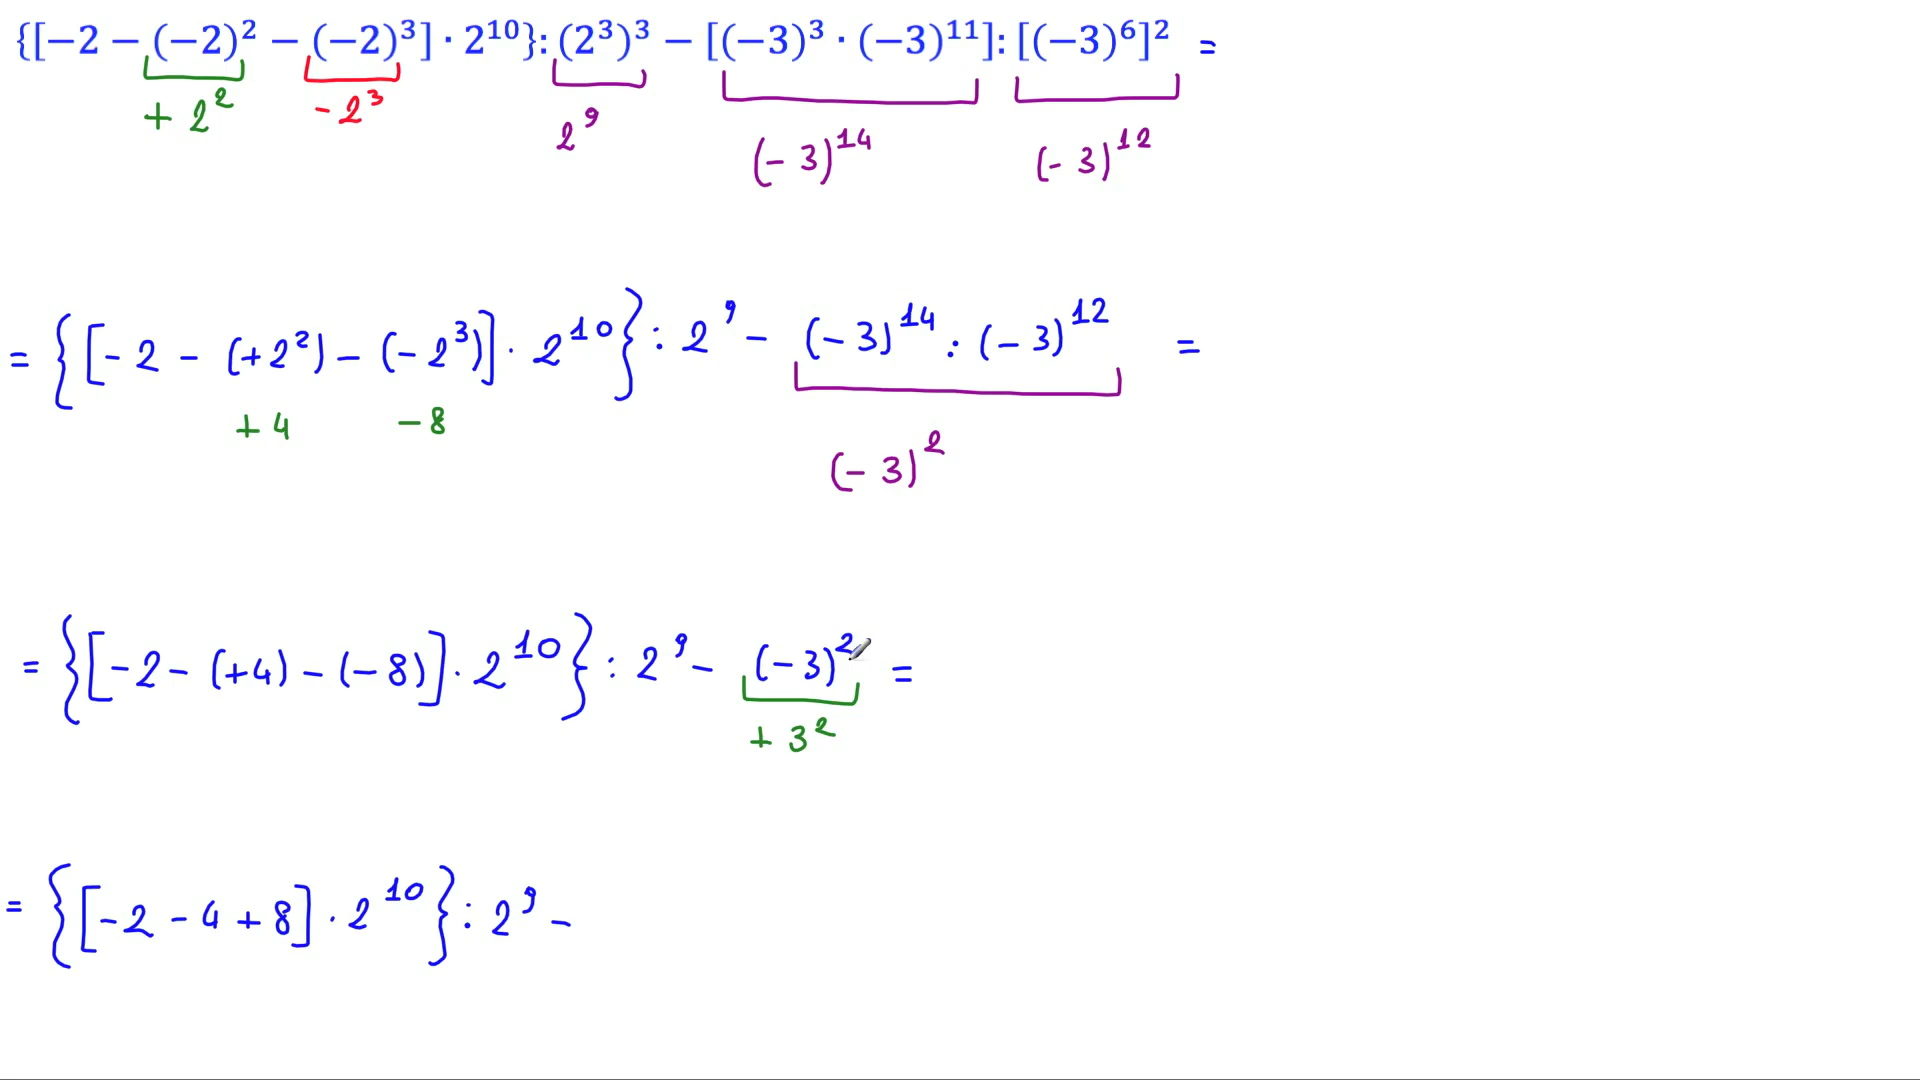 {[−2 − (−2)² − (−2)³] · 2¹⁰}: (2³)³ − [(−3)³ · (−3)¹¹]: [(−3)⁶]² =
+ 2² - 2³ 2⁹ (- 3)¹⁴ (- 3)¹²
= {[- 2 - (+2²) - (- 2³)] · 2¹⁰} : 2⁹ - (- 3)¹⁴ : (- 3)¹² =
+ 4 - 8
(- 3)²
= {[- 2 - (+4) - (- 8)] · 2¹⁰} : 2⁹ - (- 3)² =
+ 3²
= {[- 2 - 4 + 8] · 2¹⁰} : 2⁹ -